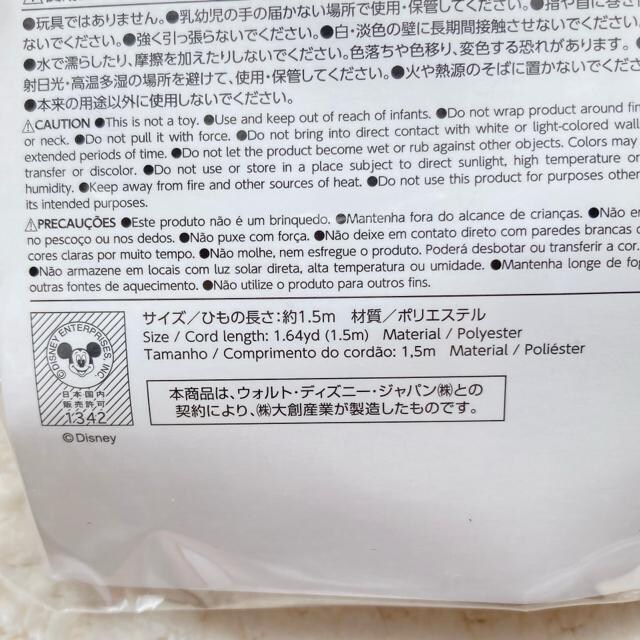 ●玩具ではありません。●乳幼児の手の届かない場所で使用・保管してください。●指や首に巻き
ないでください。●強く引っ張らないでください。●白・淡色の壁に長期間接触させないでください。
●水で濡らしたり、摩擦を加えたりしないでください。色落ちや色移り、変色する恐れがあります。●
射日光・高温多湿の場所を避けて、使用・保管してください。●火や熱源のそばに置かないでくださ
●本来の用途以外に使用しないでください。
⚠CAUTION ●This is not a toy. ●Use and keep out of reach of infants. ●Do not wrap product around fin
or neck. ●Do not pull it with force. ●Do not bring into direct contact with white or light-colored wall
extended periods of time. ●Do not let the product become wet or rub against other objects. Colors may
transfer or discolor. ●Do not use or store in a place subject to direct sunlight, high temperature or
humidity. ●Keep away from fire and other sources of heat. ●Do not use this product for purposes other
its intended purposes.
⚠PRECAUÇÕES ●Este produto não é um brinquedo. ●Mantenha fora do alcance de crianças. ●Não en
no pescoço ou nos dedos. ●Não puxe com força. ●Não deixe em contato direto com paredes brancas o
cores claras por muito tempo. ●Não molhe, nem esfregue o produto. Poderá desbotar ou transferir a cor.
●Não armazene em locais com luz solar direta, alta temperatura ou umidade. ●Mantenha longe de fog
outras fontes de aquecimento. ●Não utilize o produto para outros fins.
サイズ/ひもの長さ:約1.5m 材質/ポリエステル
Size / Cord length: 1.64yd (1.5m) Material / Polyester
Tamanho / Comprimento do cordão: 1,5m Material / Poliéster
©DISNEY ENTERPRISES, INC.
日本国内
販売許可
1342
©Disney
本商品は、ウォルト・ディズニー・ジャパン㈱との
契約により、㈱大創産業が製造したものです。